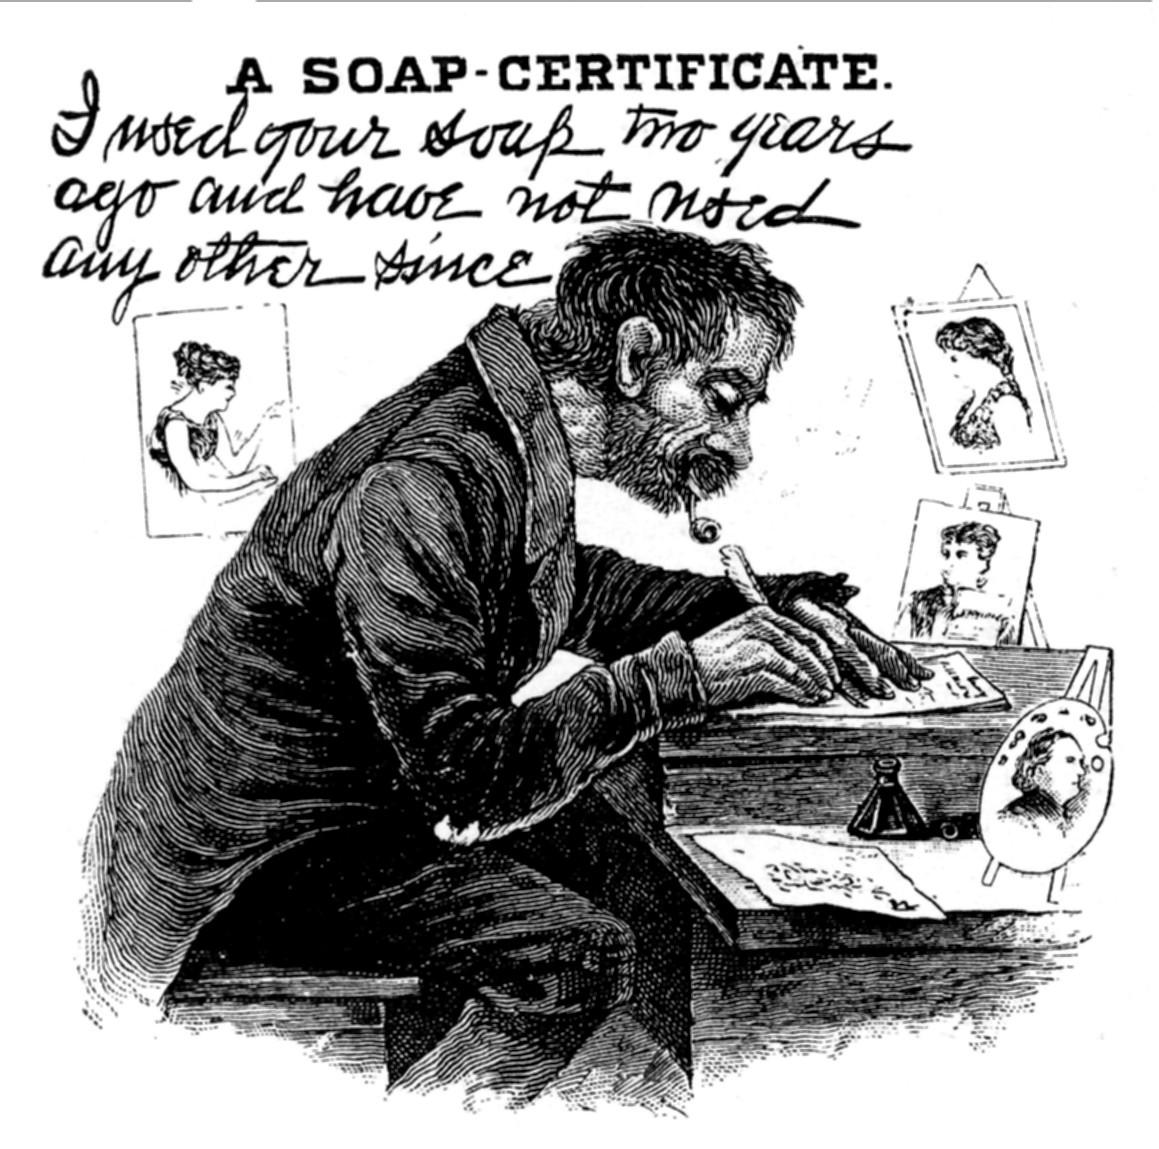 A SOAP-CERTIFICATE.
I used your soap two years
ago and have not used
any other since